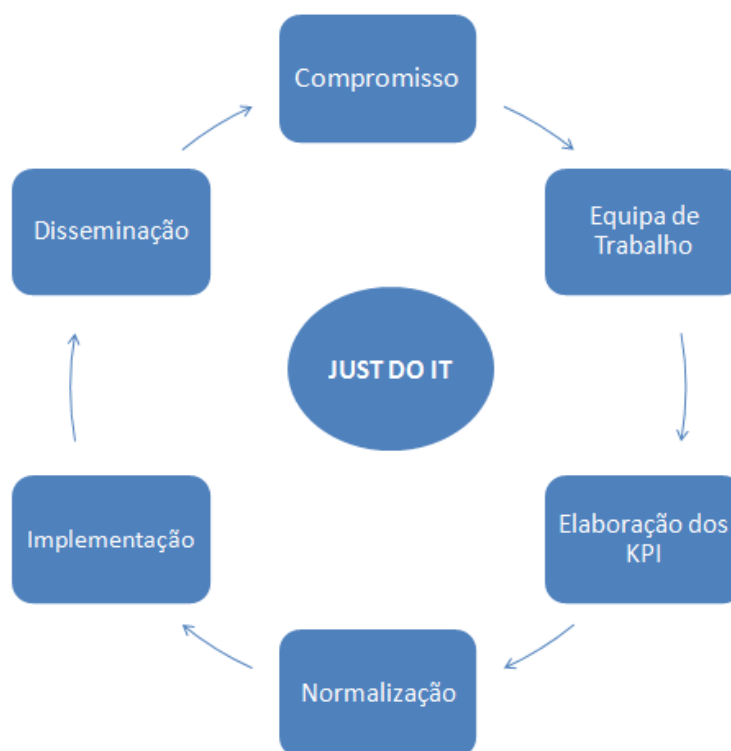 Compromisso
Equipa de
Trabalho
Elaboração dos
KPI
Normalização
Implementação
Disseminação
JUST DO IT